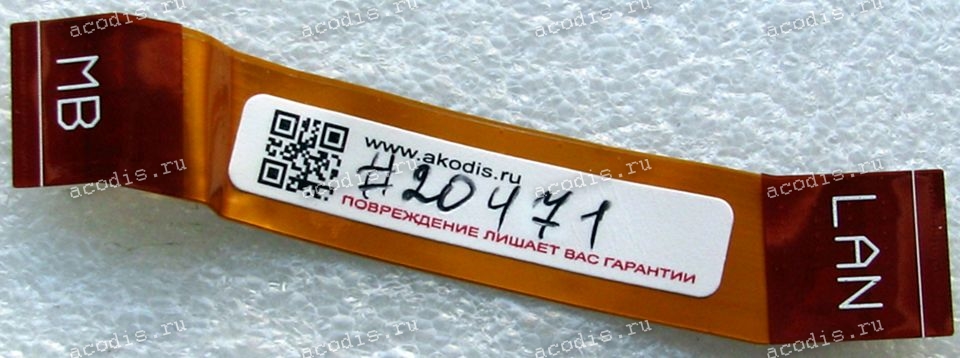 MB
www.akodis.ru
#20471
ПОВРЕЖДЕНИЕ ЛИШАЕТ ВАС ГАРАНТИИ
LAN
acodis.ru